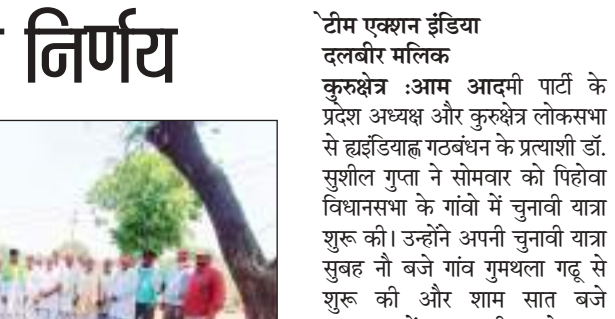 निर्णय
टीम एक्शन इंडिया
दलबीर मलिक
कुरुक्षेत्र :आम आदमी पार्टी के
प्रदेश अध्यक्ष और कुरुक्षेत्र लोकसभा
से ह्यइंडियाह्ण गठबंधन के प्रत्याशी डॉ.
सुशील गुप्ता ने सोमवार को पिहोवा
विधानसभा के गांवो में चुनावी यात्रा
शुरू की। उन्होंने अपनी चुनावी यात्रा
सुबह नौ बजे गांव गुमथला गढू से
शुरू की और शाम सात बजे